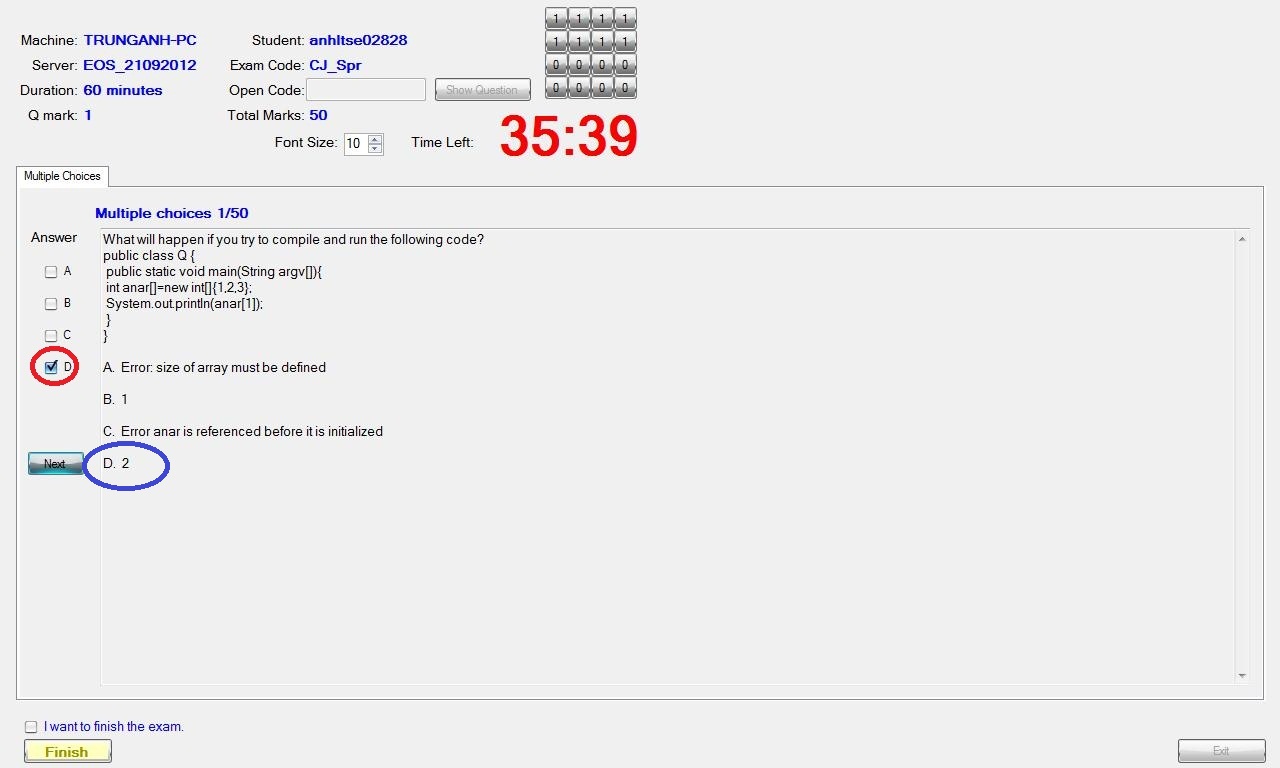 Machine: TRUNGANH-PC Student: anhltse02828
Server: EOS_21092012 Exam Code: CJ_Spr
Duration: 60 minutes Open Code: Show Question
Q mark: 1 Total Marks: 50
1 1 1 1
1 1 1 1
0 0 0 0
0 0 0 0
Font Size: 10 Time Left: 35:39
Multiple Choices
Multiple choices 1/50
Answer
A
B
C
D
Next
What will happen if you try to compile and run the following code?
public class Q {
public static void main(String argv[]){
int anar[]=new int[]{1,2,3};
System.out.println(anar[1]);
}
}
A. Error: size of array must be defined
B. 1
C. Error anar is referenced before it is initialized
D. 2
I want to finish the exam.
Finish
Exit